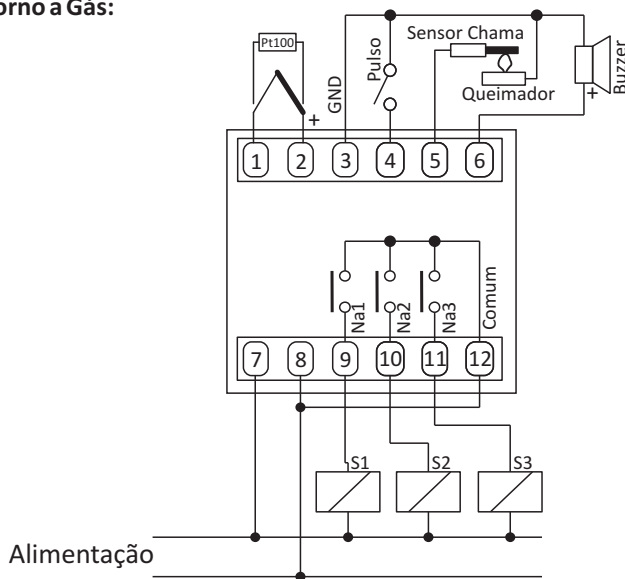 orno a Gás:
Pt100
GND
Pulso
Sensor Chama
Queimador
Buzzer
+
+
1 2 3 4 5 6
Na1
Na2
Na3
Comum
7 8 9 10 11 12
S1 S2 S3
Alimentação